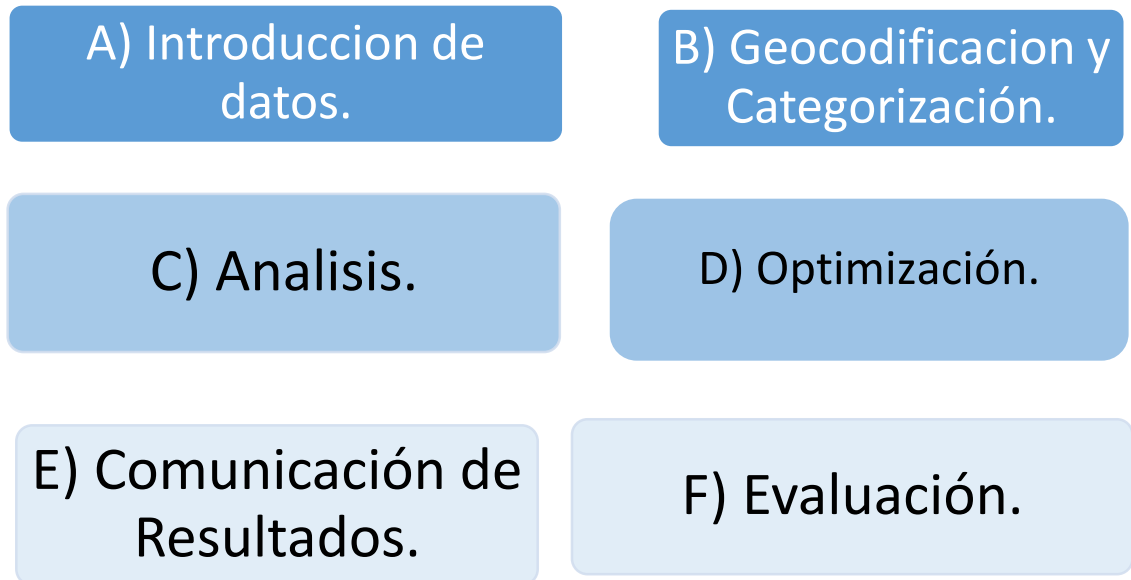 A) Introduccion de
datos.
B) Geocodificacion y
Categorización.
C) Analisis.
D) Optimización.
E) Comunicación de
Resultados.
F) Evaluación.